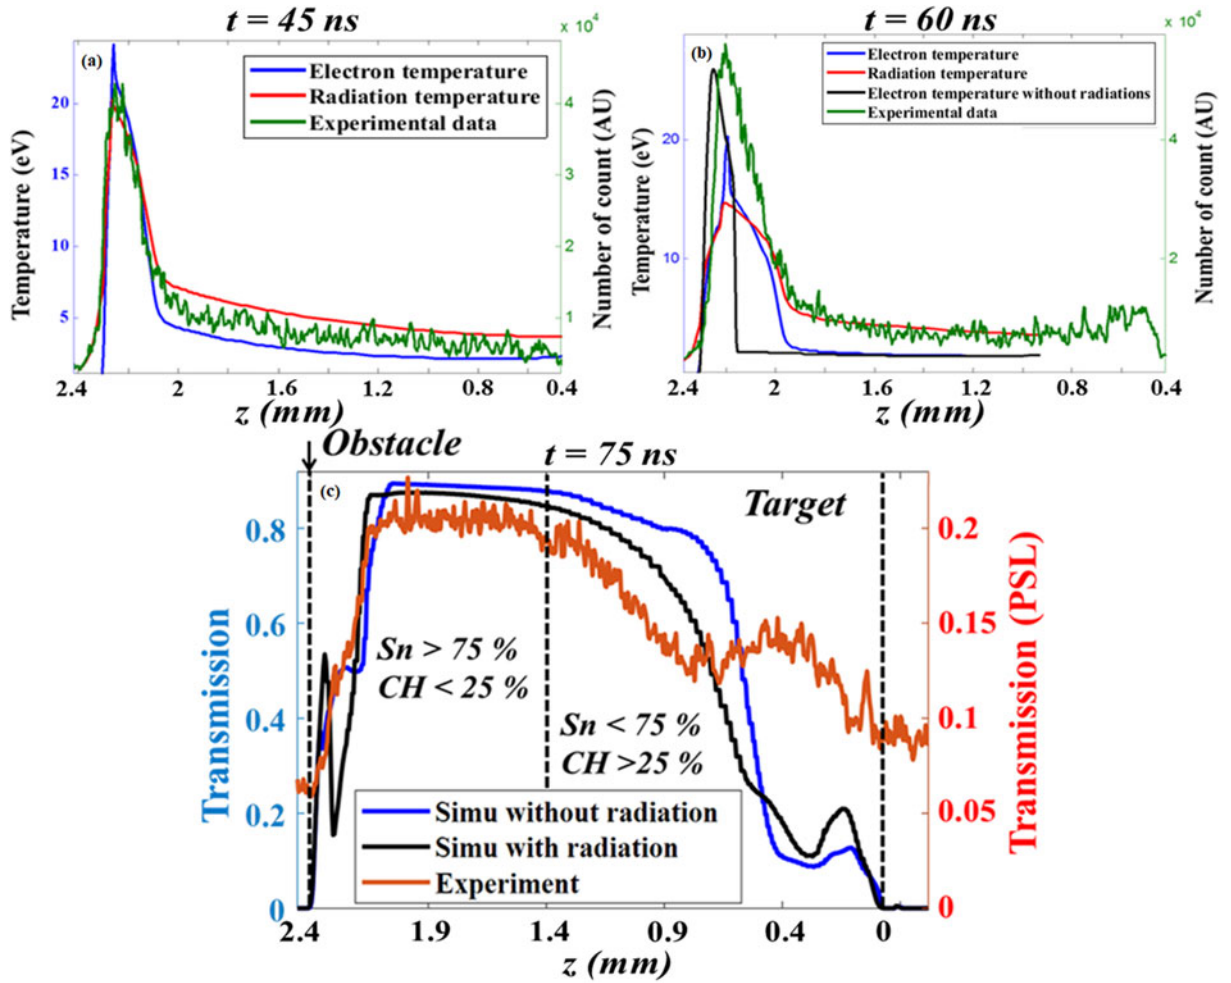 t = 45 ns
x 10^4
(a)
Electron temperature
Radiation temperature
Experimental data
Temperature (eV)
20
15
10
5
Number of count (AU)
4
3
2
1
2.4
2
1.6
1.2
0.8
0.4
z (mm)
t = 60 ns
x 10^4
(b)
Electron temperature
Radiation temperature
Electron temperature without radiations
Experimental data
Temperature (eV)
20
10
Number of count (AU)
4
2
2.4
2
1.6
1.2
0.8
0.4
z (mm)
Obstacle
t = 75 ns
(c)
Target
Transmission
0.8
0.6
0.4
0.2
0
Transmission (PSL)
0.2
0.15
0.1
0.05
0
Sn > 75 %
CH < 25 %
Sn < 75 %
CH >25 %
Simu without radiation
Simu with radiation
Experiment
2.4
1.9
1.4
0.9
0.4
0
z (mm)